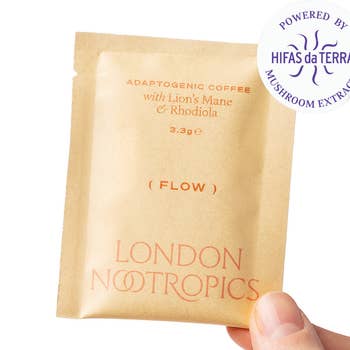 POWERED BY
HIFAS da TERRA
MUSHROOM EXTRACT
ADAPTOGENIC COFFEE
with Lion's Mane
& Rhodiola
3.3g℮
( FLOW )
LONDON
NOOTROPICS